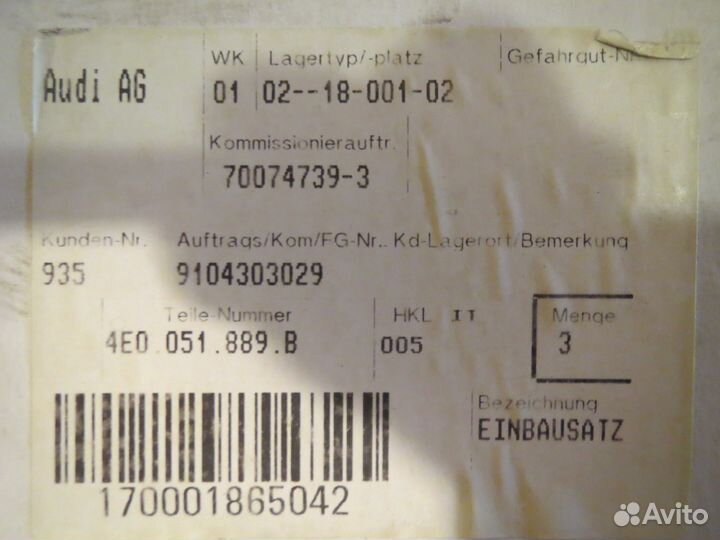 WK Lagertyp/-platz Gefahrgut-Nr
Audi AG 01 02--18-001-02
Kommissionierauftr.
70074739-3
Kunden-Nr. Auftrags/Kom/FG-Nr.. Kd-Lagerort/Bemerkung
935 9104303029
Teile-Nummer HKL II Menge
4E0.051.889.B 005 3
Bezeichnung
EINBAUSATZ
170001865042
Avito